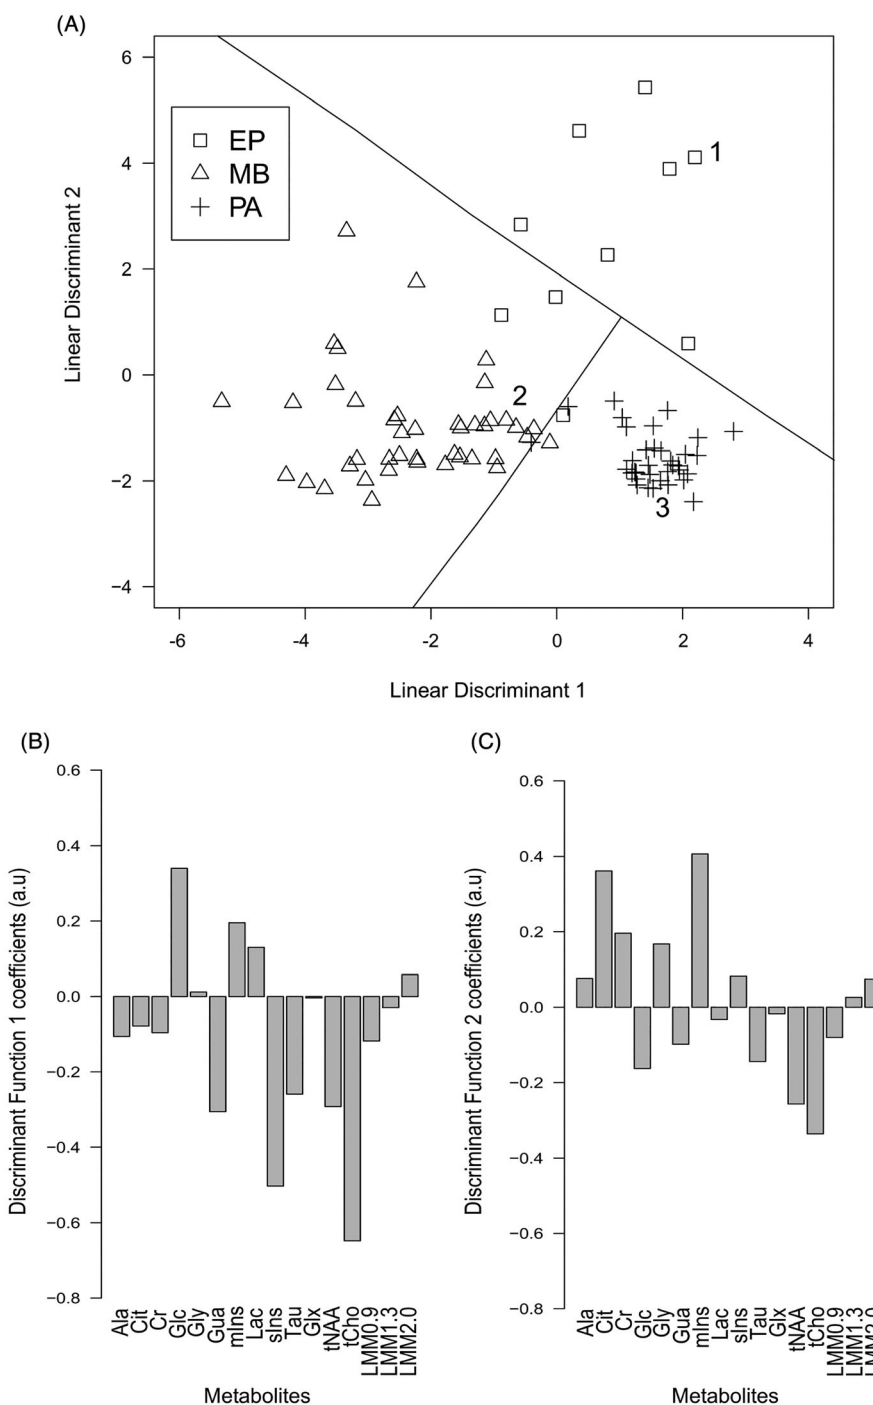 (A)
6
4
2
0
−2
−4
Linear Discriminant 2
EP
MB
PA
1
2
3
-6
-4
-2
0
2
4
Linear Discriminant 1
(B)
0.6
0.4
0.2
0.0
−0.2
−0.4
−0.6
−0.8
Discriminant Function 1 coefficients (a.u)
Ala
Cit
Cr
Glc
Gly
Gua
mIns
Lac
sIns
Tau
Glx
tNAA
tCho
LMM0.9
LMM1.3
LMM2.0
Metabolites
(C)
0.6
0.4
0.2
0.0
−0.2
−0.4
−0.6
−0.8
Discriminant Function 2 coefficients (a.u)
Ala
Cit
Cr
Glc
Gly
Gua
mIns
Lac
sIns
Tau
Glx
tNAA
tCho
LMM0.9
LMM1.3
LMM2.0
Metabolites